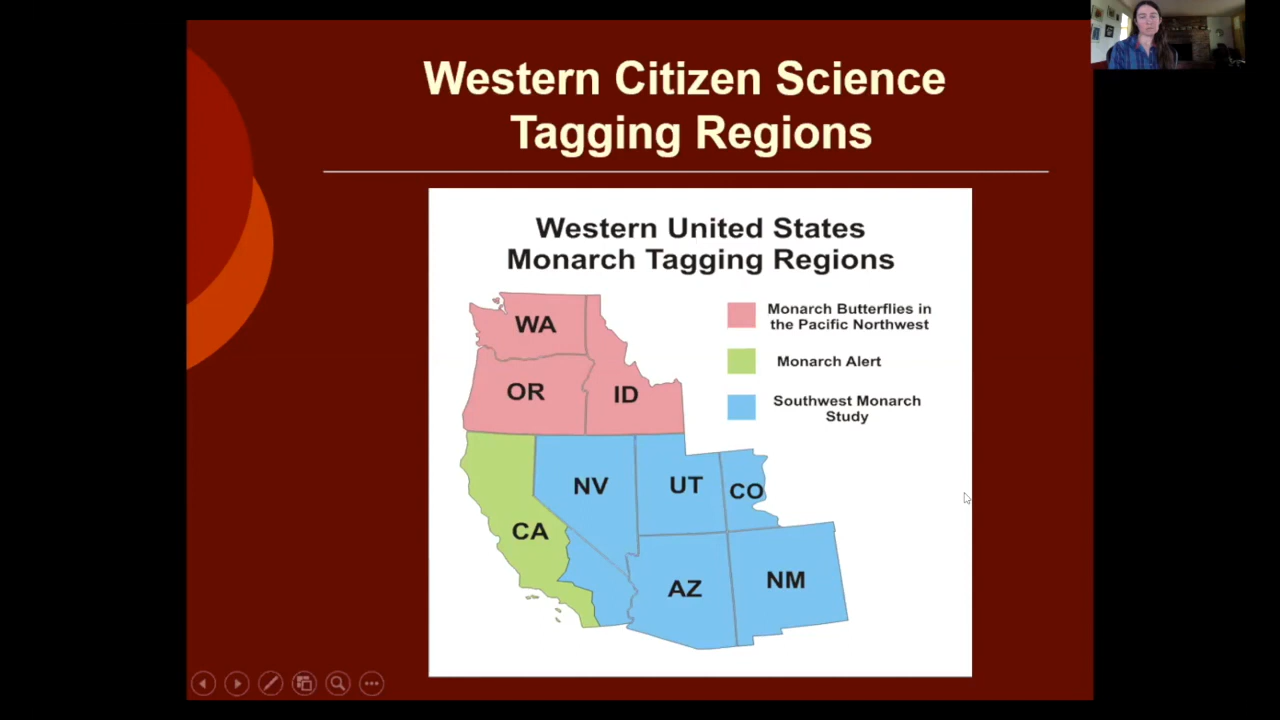 Western Citizen Science
Tagging Regions
Western United States
Monarch Tagging Regions
Monarch Butterflies in
the Pacific Northwest
Monarch Alert
Southwest Monarch
Study
WA
OR
ID
NV
UT
CO
CA
AZ
NM